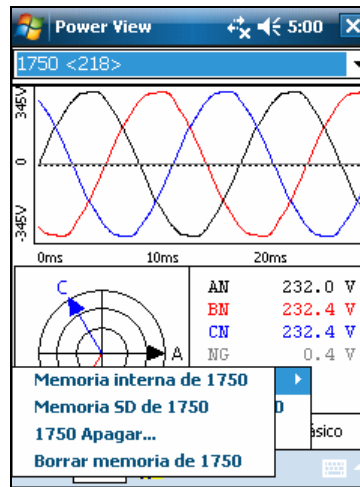 Power View 5:00
1750 <218>
345V
0
-345V
0ms 10ms 20ms
C
A
AN 232.0 V
BN 232.4 V
CN 232.4 V
NG 0.4 V
Memoria interna de 1750
Memoria SD de 1750
1750 Apagar...
Borrar memoria de 1750